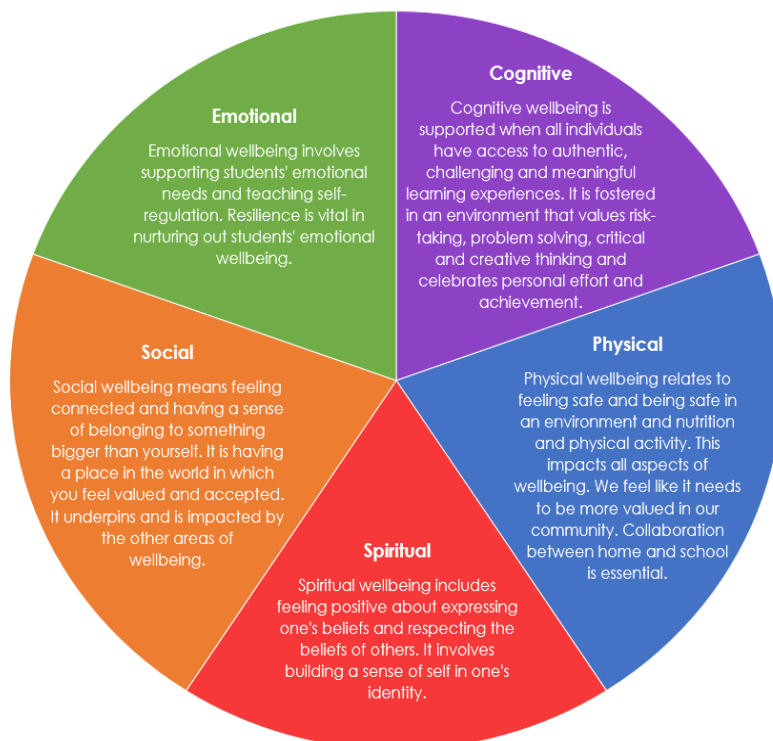 Cognitive
Cognitive wellbeing is
supported when all individuals
have access to authentic,
challenging and meaningful
learning experiences. It is fostered
in an environment that values risk-
taking, problem solving, critical
and creative thinking and
celebrates personal effort and
achievement.
Physical
Physical wellbeing relates to
feeling safe and being safe in
an environment and nutrition
and physical activity. This
impacts all aspects of
wellbeing. We feel like it needs
to be more valued in our
community. Collaboration
between home and school
is essential.
Spiritual
Spiritual wellbeing includes
feeling positive about expressing
one's beliefs and respecting the
beliefs of others. It involves
building a sense of self in one's
identity.
Social
Social wellbeing means feeling
connected and having a sense
of belonging to something
bigger than yourself. It is having
a place in the world in which
you feel valued and accepted.
It underpins and is impacted by
the other areas of
wellbeing.
Emotional
Emotional wellbeing involves
supporting students' emotional
needs and teaching self-
regulation. Resilience is vital in
nurturing out students' emotional
wellbeing.